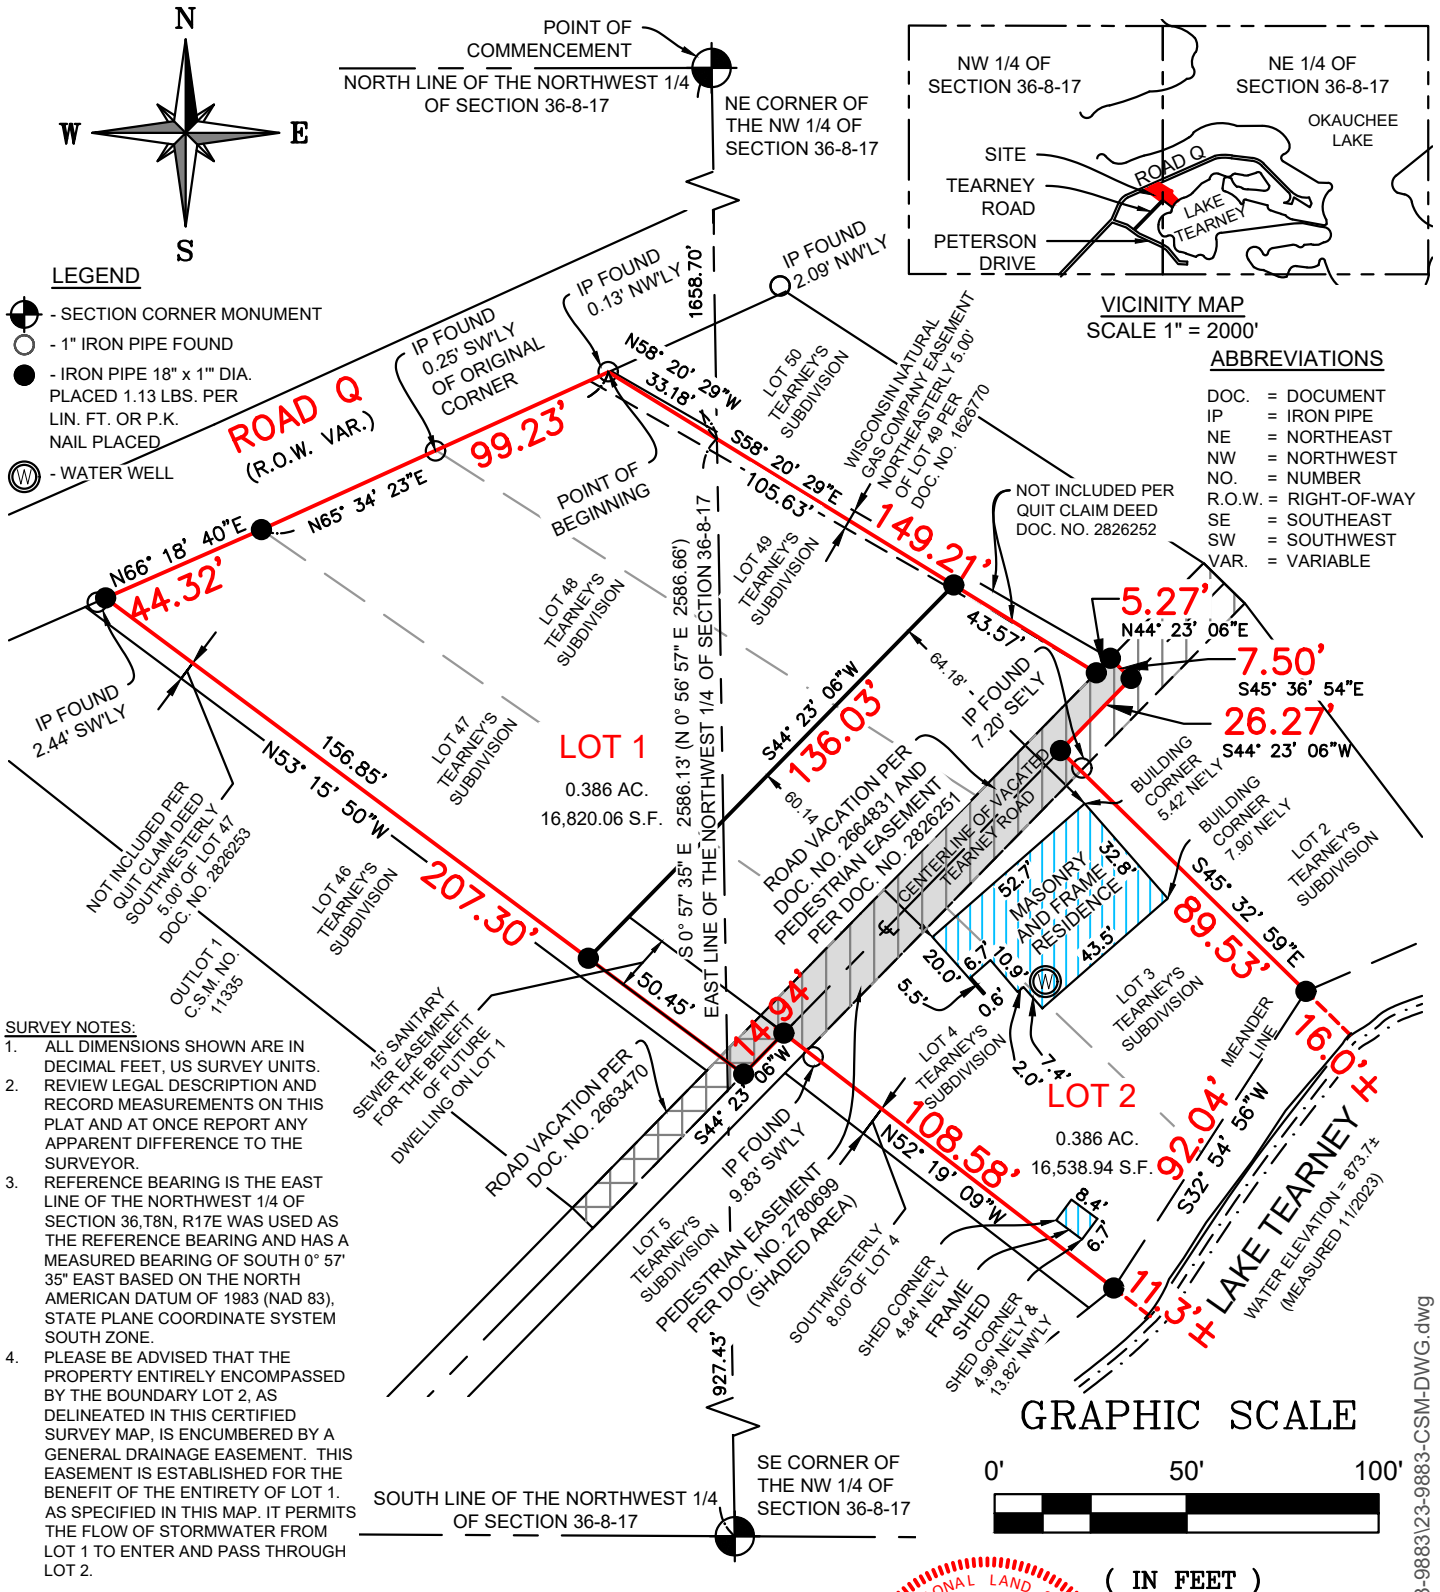 N
W
E
S
POINT OF
COMMENCEMENT
NORTH LINE OF THE NORTHWEST 1/4
OF SECTION 36-8-17
NE CORNER OF
THE NW 1/4 OF
SECTION 36-8-17
NW 1/4 OF
SECTION 36-8-17
NE 1/4 OF
SECTION 36-8-17
OKAUCHEE
LAKE
SITE
ROAD Q
TEARNEY
ROAD
LAKE
TEARNEY
PETERSON
DRIVE
VICINITY MAP
SCALE 1" = 2000'
LEGEND
- SECTION CORNER MONUMENT
- 1" IRON PIPE FOUND
- IRON PIPE 18" x 1"' DIA.
PLACED 1.13 LBS. PER
LIN. FT. OR P.K.
NAIL PLACED
W - WATER WELL
ABBREVIATIONS
DOC. = DOCUMENT
IP = IRON PIPE
NE = NORTHEAST
NW = NORTHWEST
NO. = NUMBER
R.O.W. = RIGHT-OF-WAY
SE = SOUTHEAST
SW = SOUTHWEST
VAR. = VARIABLE
ROAD Q
(R.O.W. VAR.)
IP FOUND
0.25' SW'LY
OF ORIGINAL
CORNER
IP FOUND
0.13' NW'LY
1658.70'
IP FOUND
2.09' NW'LY
N58° 20' 29"W
33.18'
LOT 50
TEARNEY'S
SUBDIVISION
WISCONSIN NATURAL
GAS COMPANY EASEMENT
NORTHEASTERLY 5.00'
OF LOT 49 PER
DOC. NO. 1626770
99.23'
N65° 34' 23"E
POINT OF
BEGINNING
S58° 20' 29"E
105.63'
149.21'
NOT INCLUDED PER
QUIT CLAIM DEED
DOC. NO. 2826252
N66° 18' 40"E
44.32'
LOT 48
TEARNEY'S
SUBDIVISION
LOT 49
TEARNEY'S
SUBDIVISION
43.57'
5.27'
N44° 23' 06"E
7.50'
S45° 36' 54"E
26.27'
S44° 23' 06"W
IP FOUND
2.44' SW'LY
156.85'
N53° 15' 50"W
207.30'
LOT 47
TEARNEY'S
SUBDIVISION
LOT 1
0.386 AC.
16,820.06 S.F.
S 0° 57' 35" E 2586.13' (N 0° 56' 57" E 2586.66')
EAST LINE OF THE NORTHWEST 1/4 OF SECTION 36-8-17
S44° 23' 06"W
136.03'
64.18'
60.14
IP FOUND
7.20' SE'LY
ROAD VACATION PER
DOC. NO. 2664831 AND
PEDESTRIAN EASEMENT
PER DOC. NO. 2826251
CENTERLINE OF VACATED
TEARNEY ROAD
BUILDING
CORNER
5.42' NE'LY
BUILDING
CORNER
7.90' NE'LY
LOT 2
TEARNEY'S
SUBDIVISION
NOT INCLUDED PER
QUIT CLAIM DEED
SOUTHWESTERLY
5.00' OF LOT 47
DOC. NO. 2826253
LOT 46
TEARNEY'S
SUBDIVISION
OUTLOT 1
C.S.M. NO.
11335
52.7'
32.8'
MASONRY
AND FRAME
RESIDENCE
43.5'
W
6.7'
10.9'
20.0'
5.5'
0.6'
2.0'
7.4'
S45° 32' 59"E
89.53'
LOT 3
TEARNEY'S
SUBDIVISION
LOT 4
TEARNEY'S
SUBDIVISION
MEANDER
LINE
16.0'±
50.45'
14.94'
S44° 23' 06"W
15' SANITARY
SEWER EASEMENT
FOR THE BENEFIT
OF FUTURE
DWELLING ON LOT 1
ROAD VACATION PER
DOC. NO. 2663470
IP FOUND
9.83' SW'LY
PEDESTRIAN EASEMENT
PER DOC. NO. 2780699
(SHADED AREA)
LOT 5
TEARNEY'S
SUBDIVISION
108.58'
N52° 19' 09"W
SOUTHWESTERLY
8.00' OF LOT 4
LOT 2
0.386 AC.
16,538.94 S.F.
92.04'
S32° 54' 56"W
8.4'
6.7'
SHED CORNER
4.84' NE'LY
FRAME
SHED
SHED CORNER
4.99' NE'LY &
13.82' NW'LY
11.3'±
LAKE TEARNEY
WATER ELEVATION = 873.7±
(MEASURED 11/2023)
927.43'
SURVEY NOTES:
1. ALL DIMENSIONS SHOWN ARE IN
DECIMAL FEET, US SURVEY UNITS.
2. REVIEW LEGAL DESCRIPTION AND
RECORD MEASUREMENTS ON THIS
PLAT AND AT ONCE REPORT ANY
APPARENT DIFFERENCE TO THE
SURVEYOR.
3. REFERENCE BEARING IS THE EAST
LINE OF THE NORTHWEST 1/4 OF
SECTION 36,T8N, R17E WAS USED AS
THE REFERENCE BEARING AND HAS A
MEASURED BEARING OF SOUTH 0° 57'
35" EAST BASED ON THE NORTH
AMERICAN DATUM OF 1983 (NAD 83),
STATE PLANE COORDINATE SYSTEM
SOUTH ZONE.
4. PLEASE BE ADVISED THAT THE
PROPERTY ENTIRELY ENCOMPASSED
BY THE BOUNDARY LOT 2, AS
DELINEATED IN THIS CERTIFIED
SURVEY MAP, IS ENCUMBERED BY A
GENERAL DRAINAGE EASEMENT. THIS
EASEMENT IS ESTABLISHED FOR THE
BENEFIT OF THE ENTIRETY OF LOT 1.
AS SPECIFIED IN THIS MAP. IT PERMITS
THE FLOW OF STORMWATER FROM
LOT 1 TO ENTER AND PASS THROUGH
LOT 2.
SOUTH LINE OF THE NORTHWEST 1/4
OF SECTION 36-8-17
SE CORNER OF
THE NW 1/4 OF
SECTION 36-8-17
GRAPHIC SCALE
0' 50' 100'
( IN FEET )
ONAL LAND
3-9883\23-9883-CSM-DWG.dwg